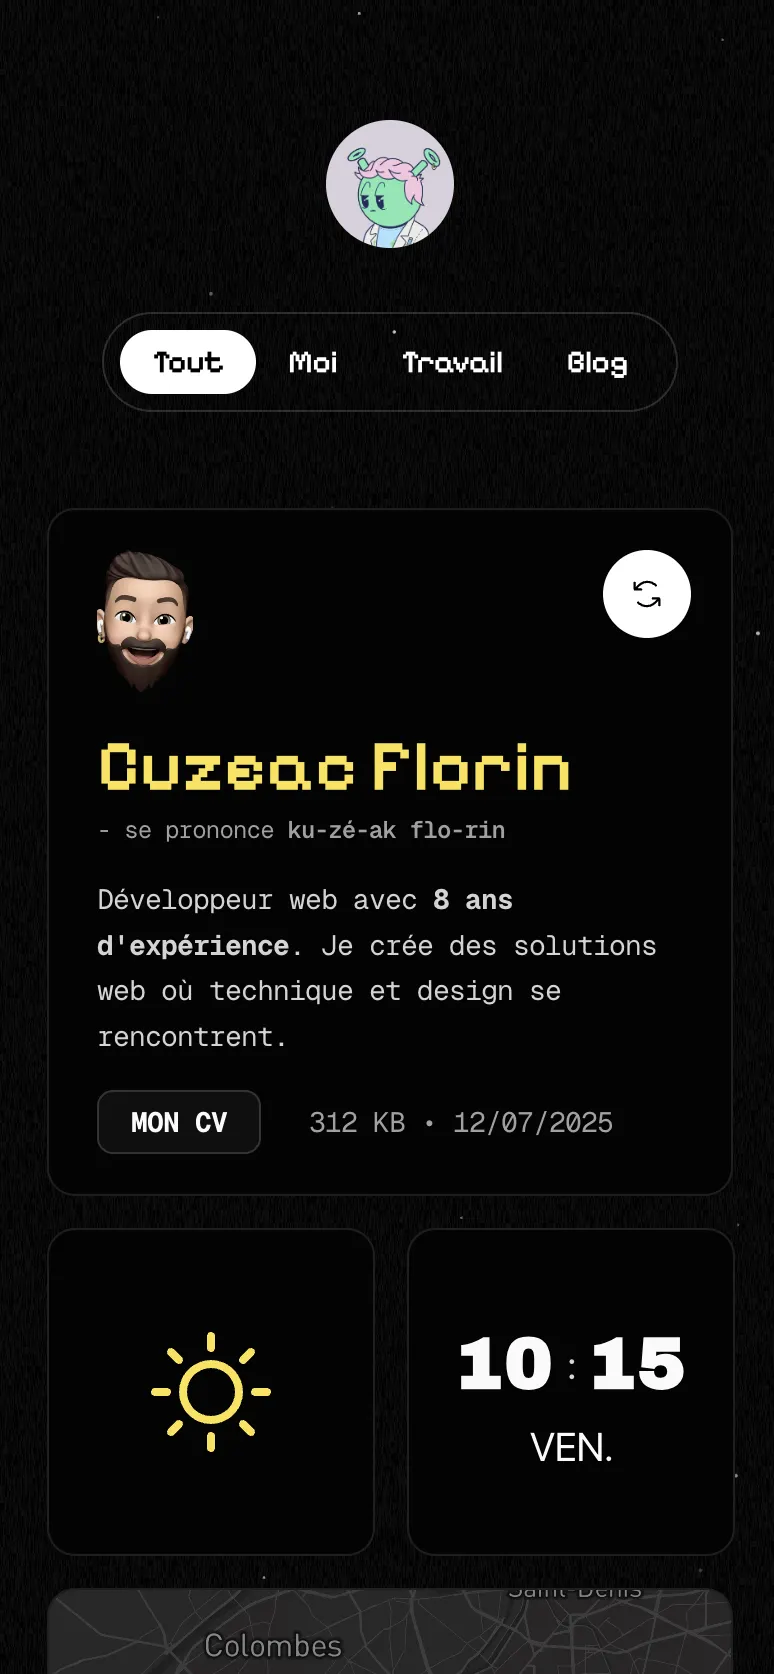 Tout Moi Travail Blog
Cuzeac Florin
- se prononce ku-zé-ak flo-rin
Développeur web avec 8 ans
d'expérience. Je crée des solutions
web où technique et design se
rencontrent.
MON CV 312 KB • 12/07/2025
10 : 15
VEN.
Saint-Denis
Colombes